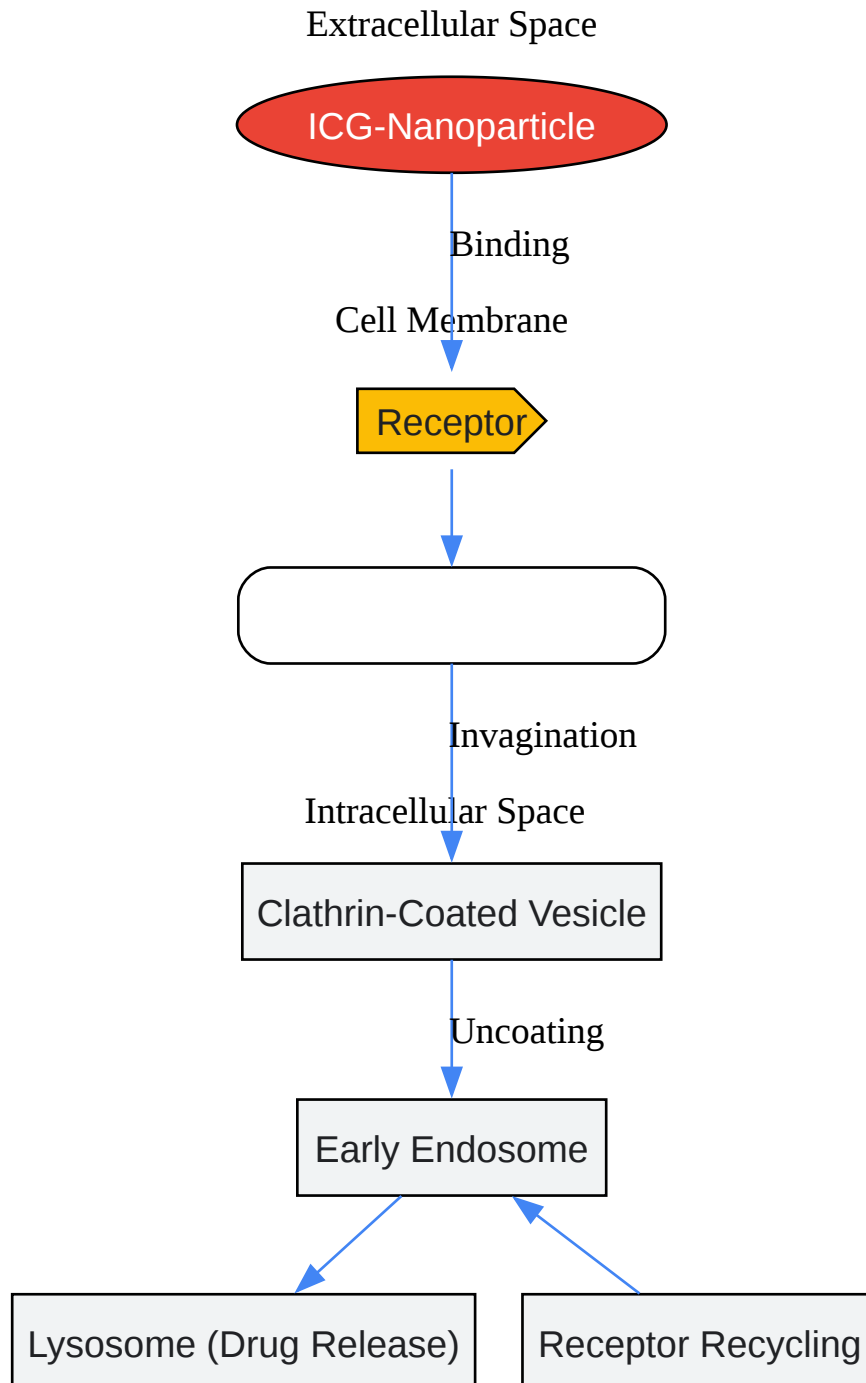 Extracellular Space
ICG-Nanoparticle
Binding
Cell Membrane
Receptor
Invagination
Intracellular Space
Clathrin-Coated Vesicle
Uncoating
Early Endosome
Lysosome (Drug Release)
Receptor Recycling